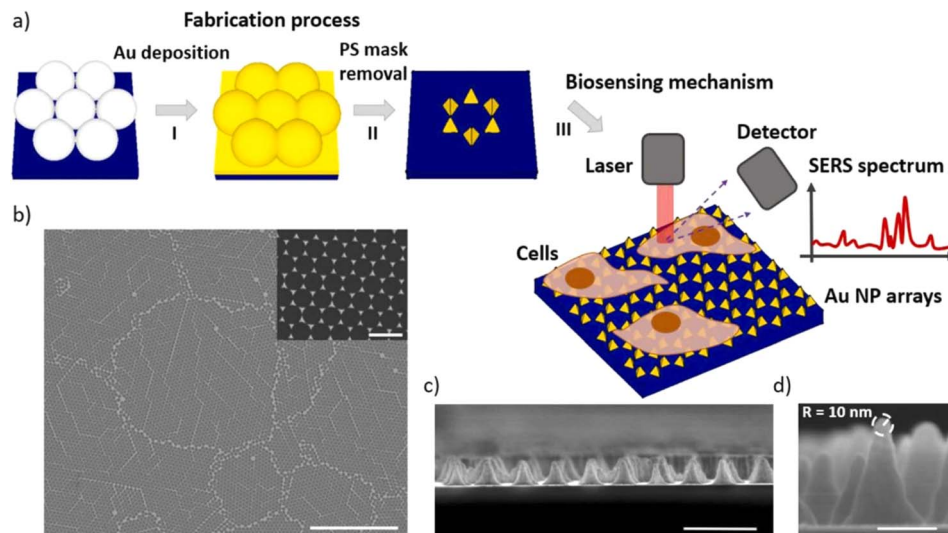 a)
Fabrication process
Au deposition
I
PS mask
removal
II
III
Biosensing mechanism
Laser
Detector
SERS spectrum
Cells
Au NP arrays
b)
c)
d)
R = 10 nm